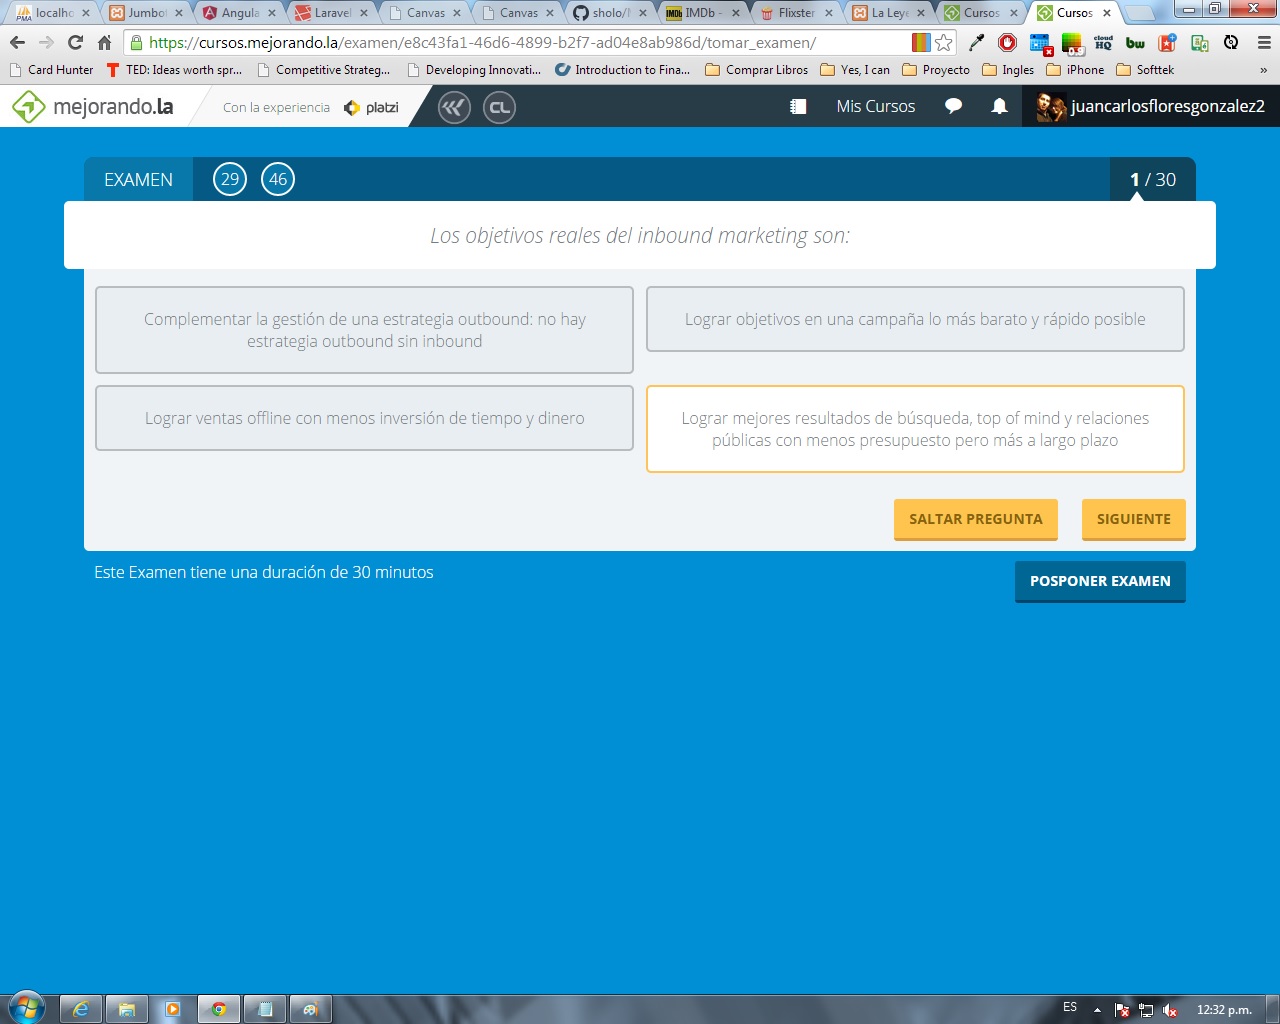 localho
Jumbot
Angula
Laravel
Canvas
Canvas
sholo/
IMDb -
Flixster
La Leye
Cursos
Cursos
https://cursos.mejorando.la/examen/e8c43fa1-46d6-4899-b2f7-ad04e8ab986d/tomar_examen/
Card Hunter
TED: Ideas worth spr...
Competitive Strateg...
Developing Innovati...
Introduction to Fina...
Comprar Libros
Yes, I can
Proyecto
Ingles
iPhone
Softtek
»
mejorando.la
Con la experiencia
platzi
CL
Mis Cursos
juancarlosfloresgonzalez2
EXAMEN
29
46
1 / 30
Los objetivos reales del inbound marketing son:
Complementar la gestión de una estrategia outbound: no hay
estrategia outbound sin inbound
Lograr objetivos en una campaña lo más barato y rápido posible
Lograr ventas offline con menos inversión de tiempo y dinero
Lograr mejores resultados de búsqueda, top of mind y relaciones
públicas con menos presupuesto pero más a largo plazo
SALTAR PREGUNTA
SIGUIENTE
Este Examen tiene una duración de 30 minutos
POSPONER EXAMEN
ES
12:32 p.m.